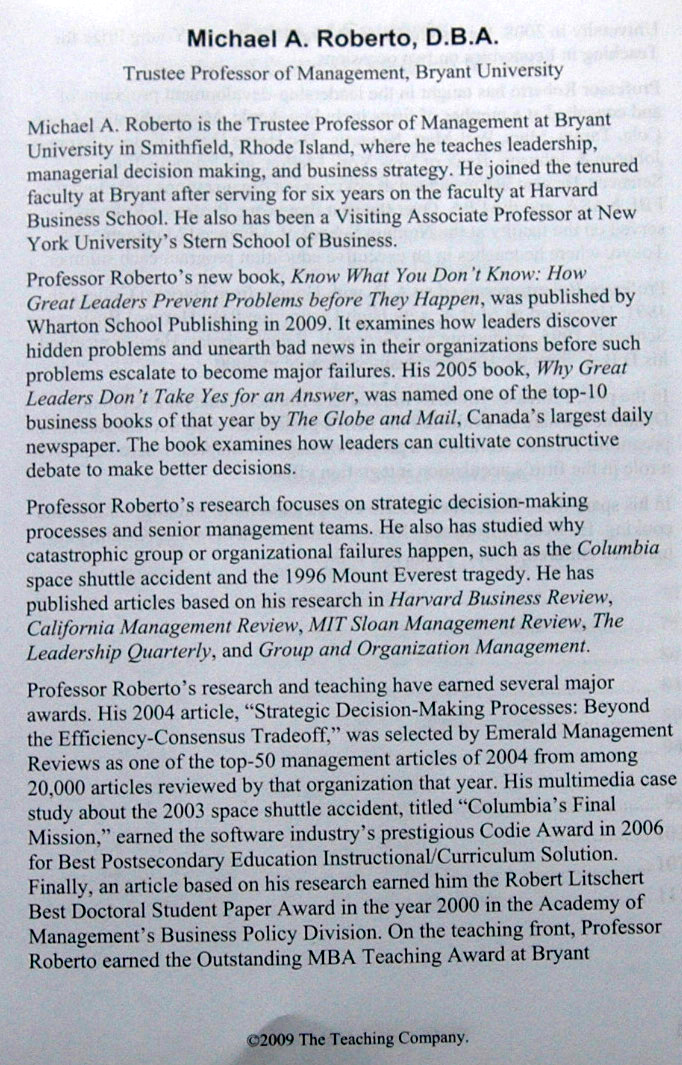 Michael A. Roberto, D.B.A.
Trustee Professor of Management, Bryant University
Michael A. Roberto is the Trustee Professor of Management at Bryant
University in Smithfield, Rhode Island, where he teaches leadership,
managerial decision making, and business strategy. He joined the tenured
faculty at Bryant after serving for six years on the faculty at Harvard
Business School. He also has been a Visiting Associate Professor at New
York University's Stern School of Business.
Professor Roberto's new book, Know What You Don't Know: How
Great Leaders Prevent Problems before They Happen, was published by
Wharton School Publishing in 2009. It examines how leaders discover
hidden problems and unearth bad news in their organizations before such
problems escalate to become major failures. His 2005 book, Why Great
Leaders Don't Take Yes for an Answer, was named one of the top-10
business books of that year by The Globe and Mail, Canada's largest daily
newspaper. The book examines how leaders can cultivate constructive
debate to make better decisions.
Professor Roberto's research focuses on strategic decision-making
processes and senior management teams. He also has studied why
catastrophic group or organizational failures happen, such as the Columbia
space shuttle accident and the 1996 Mount Everest tragedy. He has
published articles based on his research in Harvard Business Review,
California Management Review, MIT Sloan Management Review, The
Leadership Quarterly, and Group and Organization Management.
Professor Roberto's research and teaching have earned several major
awards. His 2004 article, “Strategic Decision-Making Processes: Beyond
the Efficiency-Consensus Tradeoff,” was selected by Emerald Management
Reviews as one of the top-50 management articles of 2004 from among
20,000 articles reviewed by that organization that year. His multimedia case
study about the 2003 space shuttle accident, titled “Columbia's Final
Mission,” earned the software industry's prestigious Codie Award in 2006
for Best Postsecondary Education Instructional/Curriculum Solution.
Finally, an article based on his research earned him the Robert Litschert
Best Doctoral Student Paper Award in the year 2000 in the Academy of
Management's Business Policy Division. On the teaching front, Professor
Roberto earned the Outstanding MBA Teaching Award at Bryant
©2009 The Teaching Company.